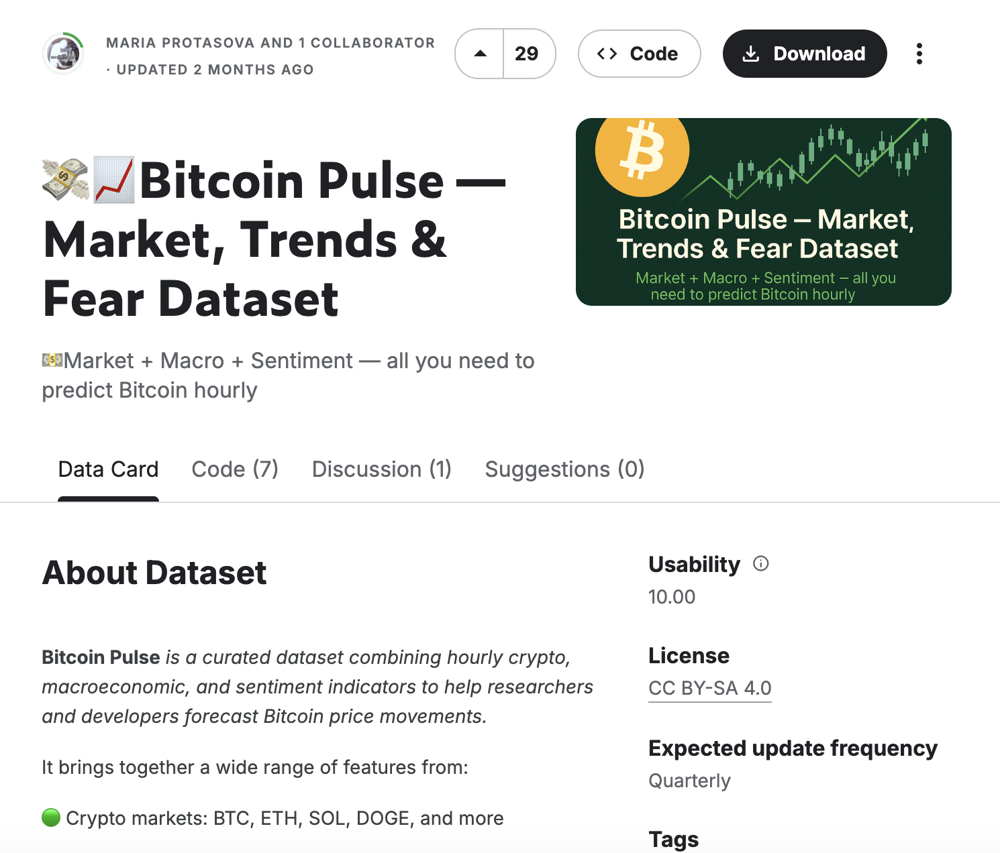 MARIA PROTASOVA AND 1 COLLABORATOR
· UPDATED 2 MONTHS AGO
29
Code
Download
💸📈Bitcoin Pulse —
Market, Trends &
Fear Dataset
💵Market + Macro + Sentiment — all you need to
predict Bitcoin hourly
Bitcoin Pulse – Market,
Trends & Fear Dataset
Market + Macro + Sentiment – all you
need to predict Bitcoin hourly
Data Card
Code (7)
Discussion (1)
Suggestions (0)
About Dataset
Bitcoin Pulse is a curated dataset combining hourly crypto,
macroeconomic, and sentiment indicators to help researchers
and developers forecast Bitcoin price movements.
It brings together a wide range of features from:
🟢 Crypto markets: BTC, ETH, SOL, DOGE, and more
Usability
10.00
License
CC BY-SA 4.0
Expected update frequency
Quarterly
Tags